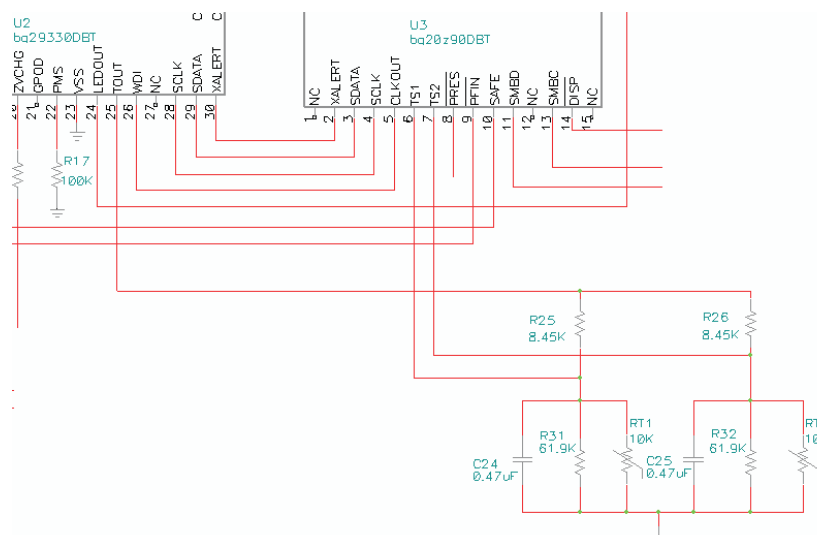 U2
bq29330DBT
C
C
U3
bq20z90DBT
ZVCHG
GPOD
PMS
VSS
LEDOUT
TOUT
WDI
NC
SCLK
SDATA
XALERT
21
22
23
24
25
26
27
28
29
30
NC
XALERT
SDATA
SCLK
CLKOUT
TS1
TS2
PRES
PFIN
SAFE
SMBD
NC
SMBC
DISP
NC
1
2
3
4
5
6
7
8
9
10
11
12
13
14
15
R17
100K
R25
8.45K
R26
8.45K
RT1
10K
R31
61.9K
C24
0.47uF
R32
61.9K
C25
0.47uF